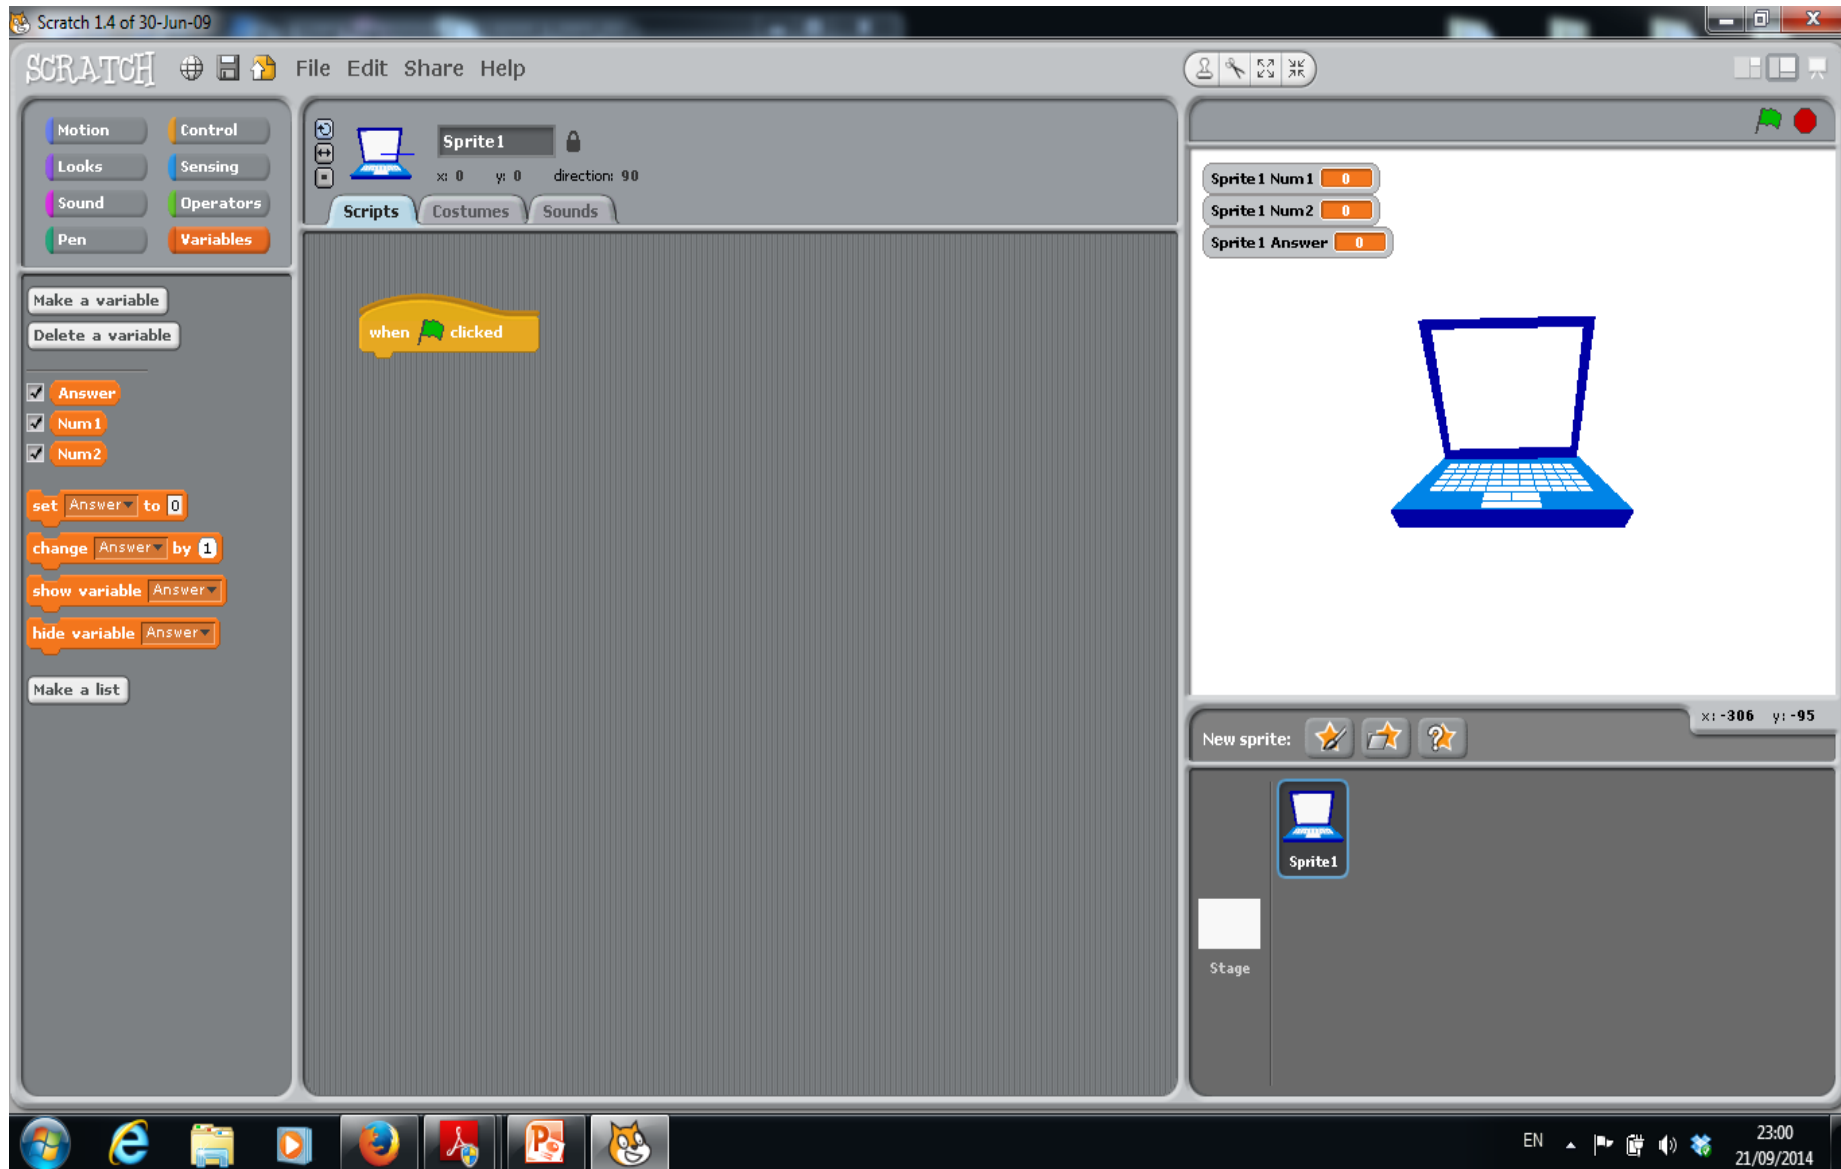 Scratch 1.4 of 30-Jun-09
SCRATCH File Edit Share Help
Motion Control
Looks Sensing
Sound Operators
Pen Variables
Make a variable
Delete a variable
Answer
Num1
Num2
set Answer to 0
change Answer by 1
show variable Answer
hide variable Answer
Make a list
Sprite1
x: 0 y: 0 direction: 90
Scripts Costumes Sounds
when clicked
Sprite1 Num1 0
Sprite1 Num2 0
Sprite1 Answer 0
x: -306 y: -95
New sprite:
Sprite1
Stage
EN
23:00
21/09/2014